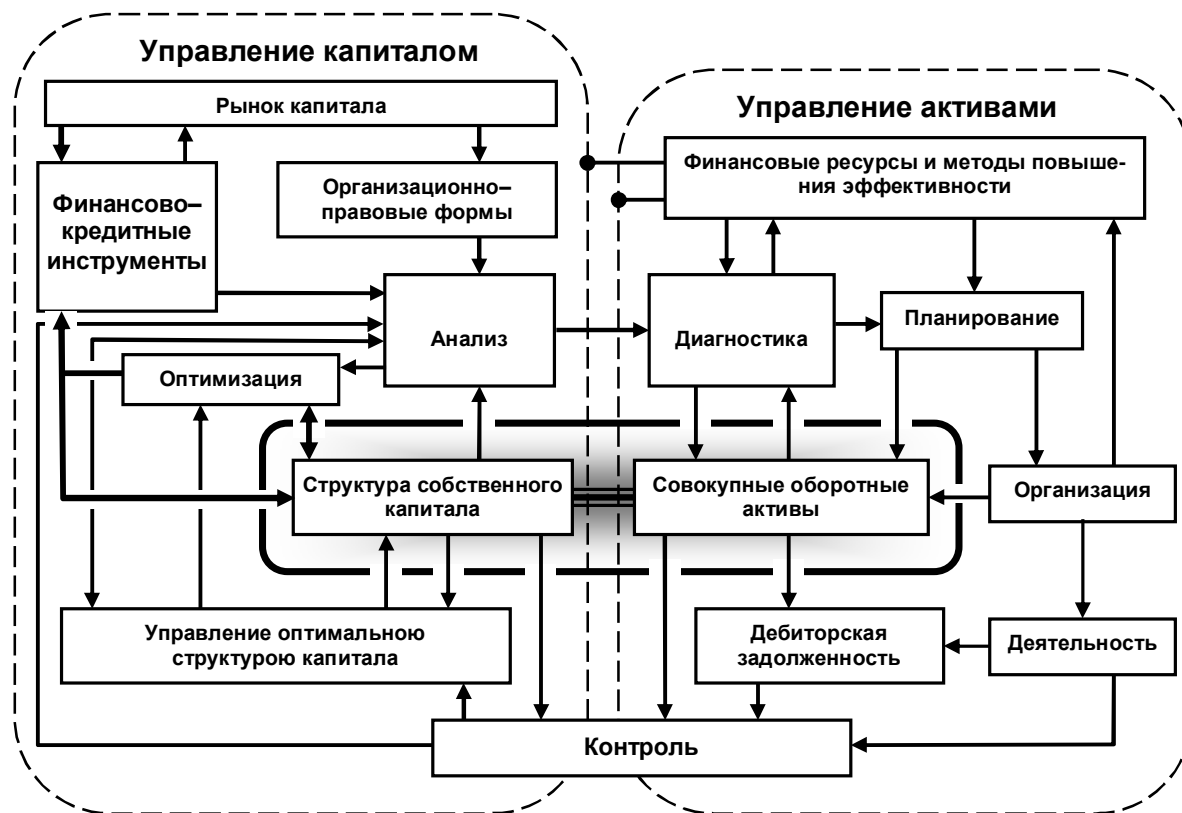 Управление капиталом
Рынок капитала
Финансово–
кредитные
инструменты
Организационно–
правовые формы
Анализ
Оптимизация
Структура собственного
капитала
Управление оптимальною
структурою капитала
Управление активами
Финансовые ресурсы и методы повыше-
ния эффективности
Диагностика
Планирование
Совокупные оборотные
активы
Организация
Дебиторская
задолженность
Деятельность
Контроль